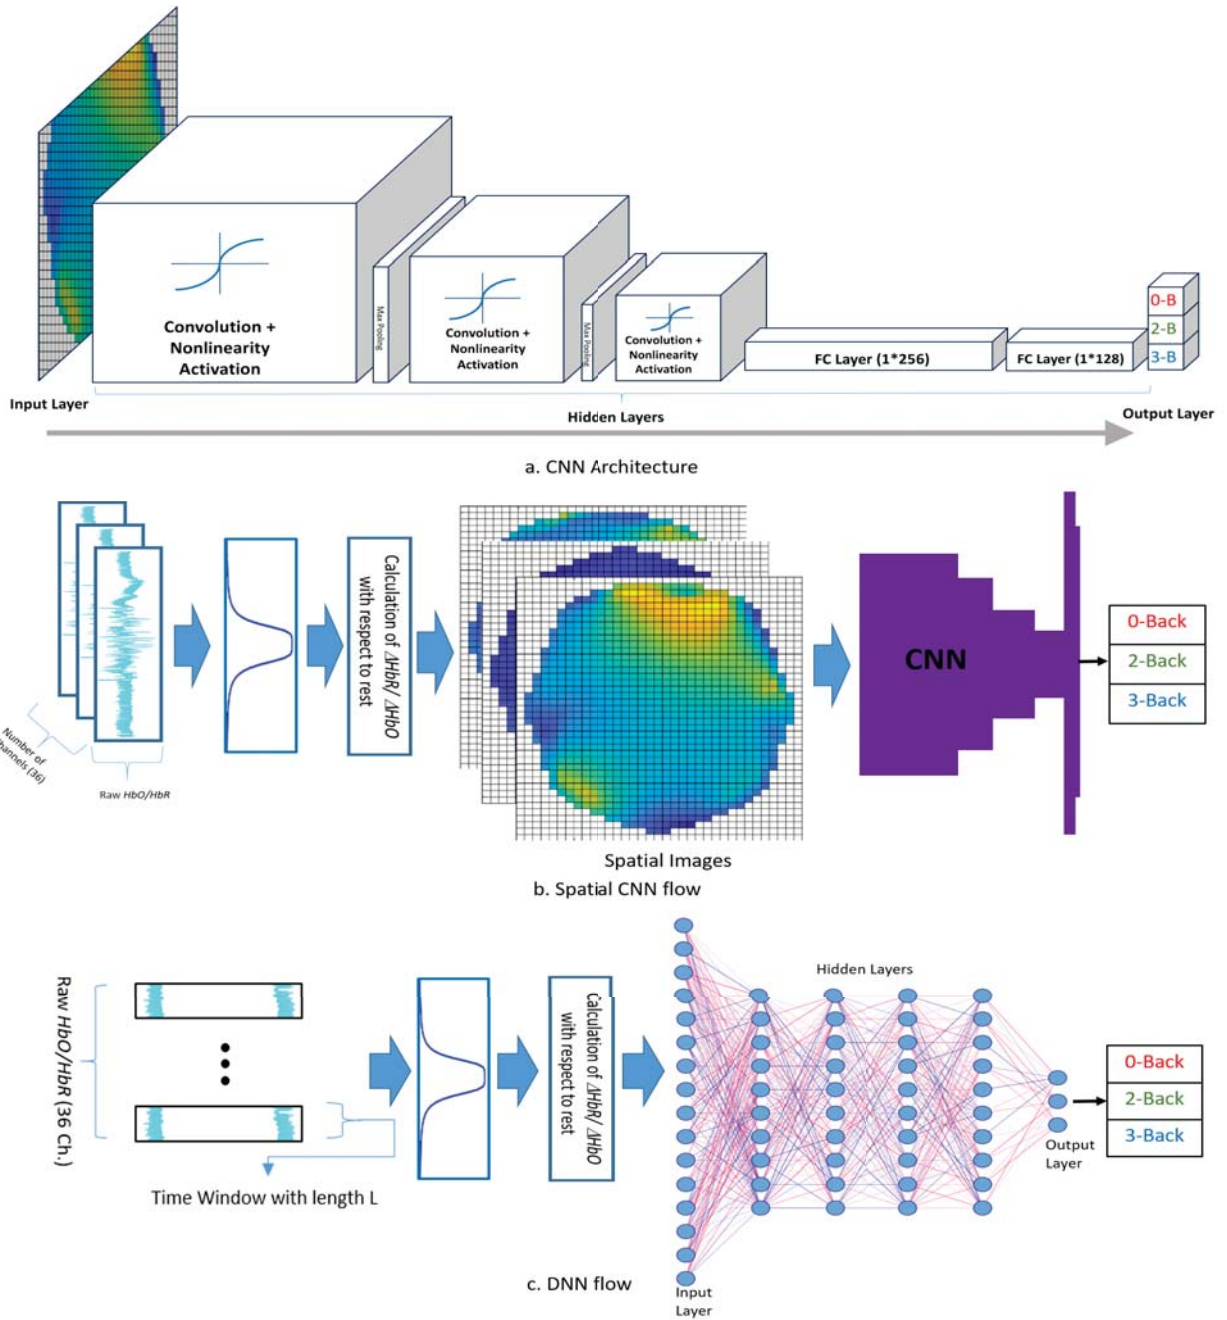 Convolution +
Nonlinearity
Activation
Max Pooling
Convolution +
Nonlinearity
Activation
Max Pooling
Convolution +
Nonlinearity
Activation
FC Layer (1*256)
FC Layer (1*128)
0-B
2-B
3-B
Input Layer
Hidden Layers
Output Layer
a. CNN Architecture
Number of
(36)
Raw HbO/HbR
Calculation of ΔHbR/ ΔHbO
with respect to rest
CNN
0-Back
2-Back
3-Back
Spatial Images
b. Spatial CNN flow
Raw HbO/HbR (36 Ch.)
Time Window with length L
Calculation of ΔHbR/ ΔHbO
with respect to rest
Hidden Layers
Input
Layer
Output
Layer
0-Back
2-Back
3-Back
c. DNN flow